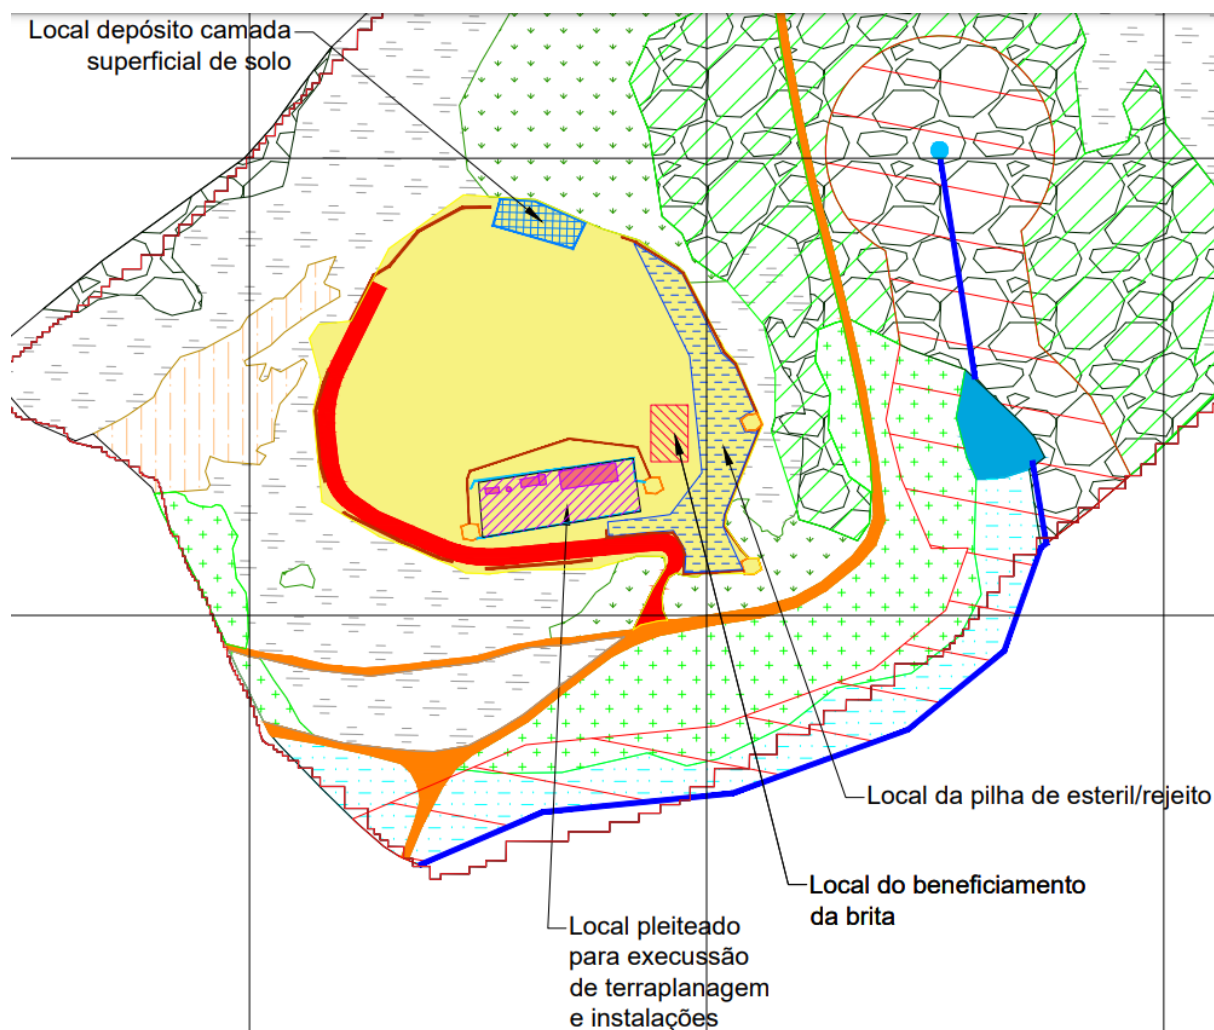 Local depósito camada
superficial de solo
Local da pilha de esteril/rejeito
Local do beneficiamento
da brita
Local pleiteado
para execussão
de terraplanagem
e instalações